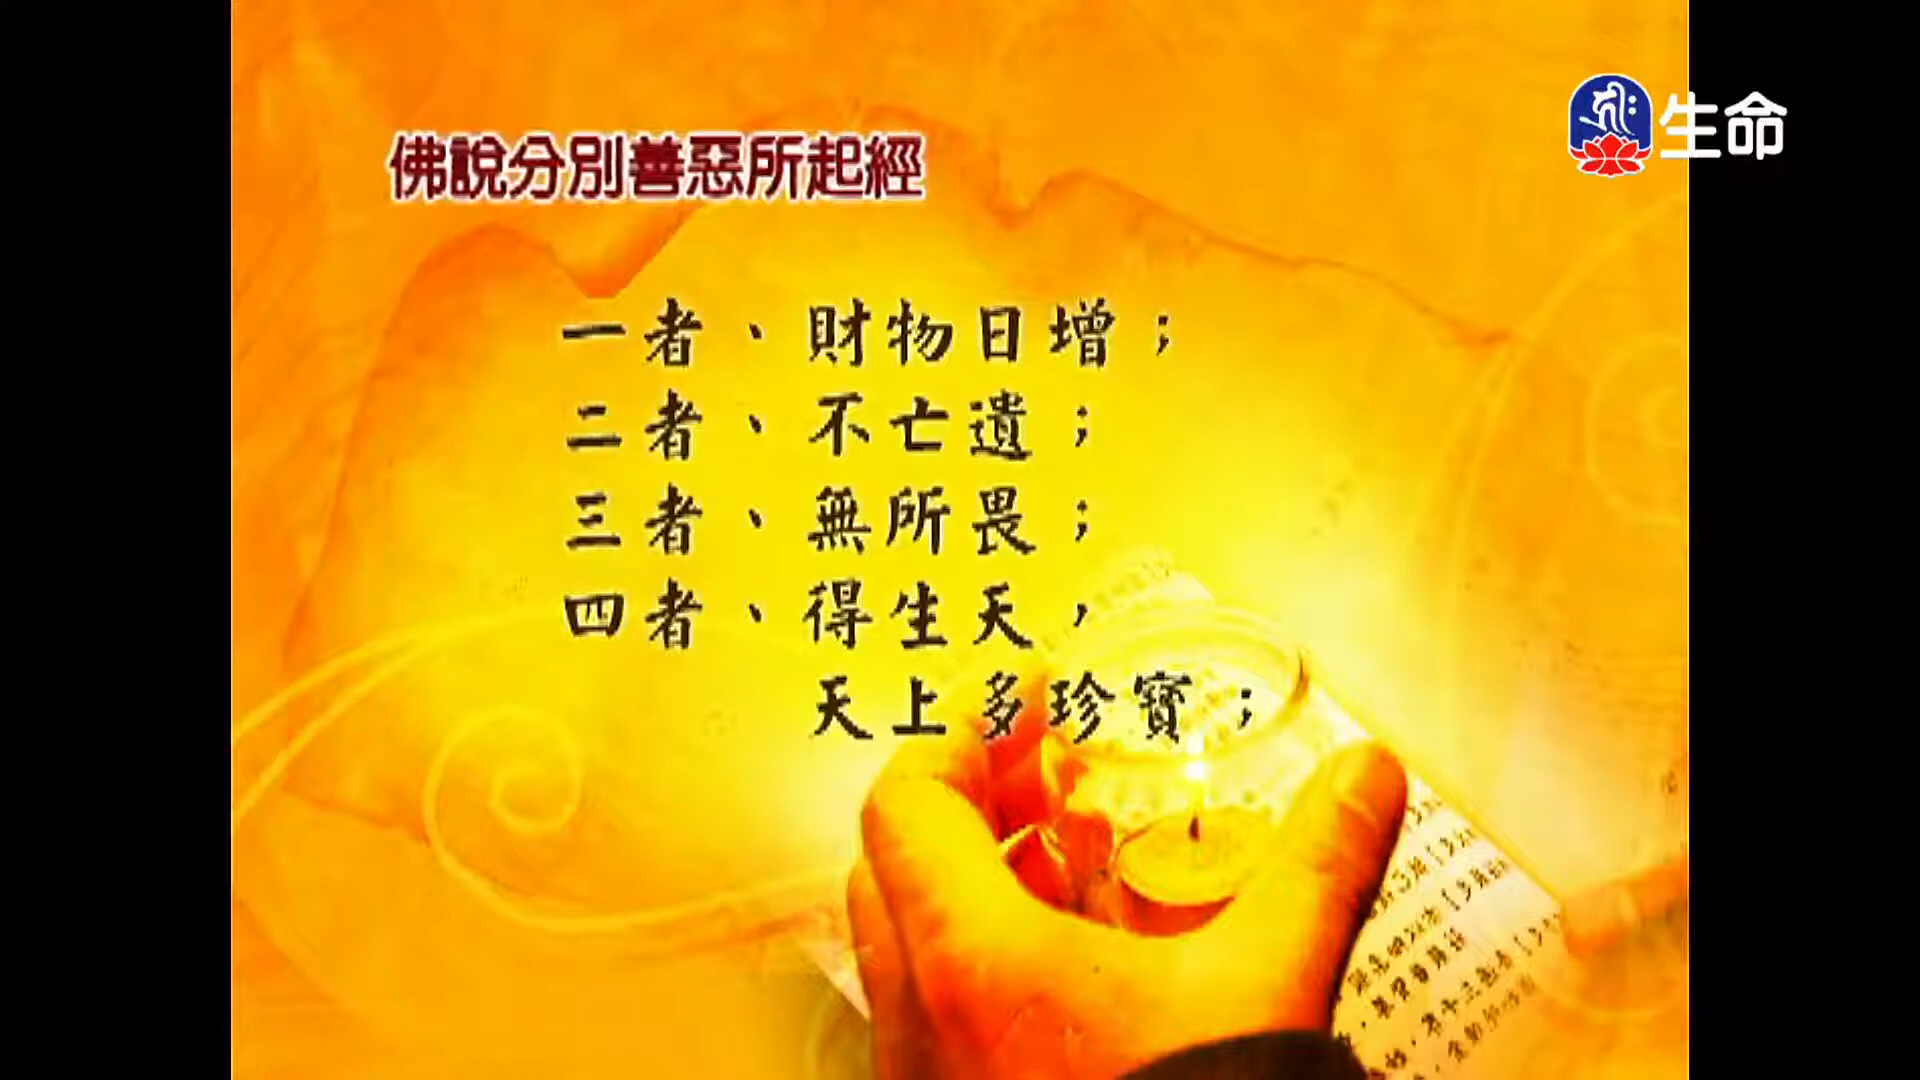 生命
佛說分別善惡所起經
一者、財物日增；
二者、不亡遺；
三者、無所畏；
四者、得生天，
天上多珍寶；